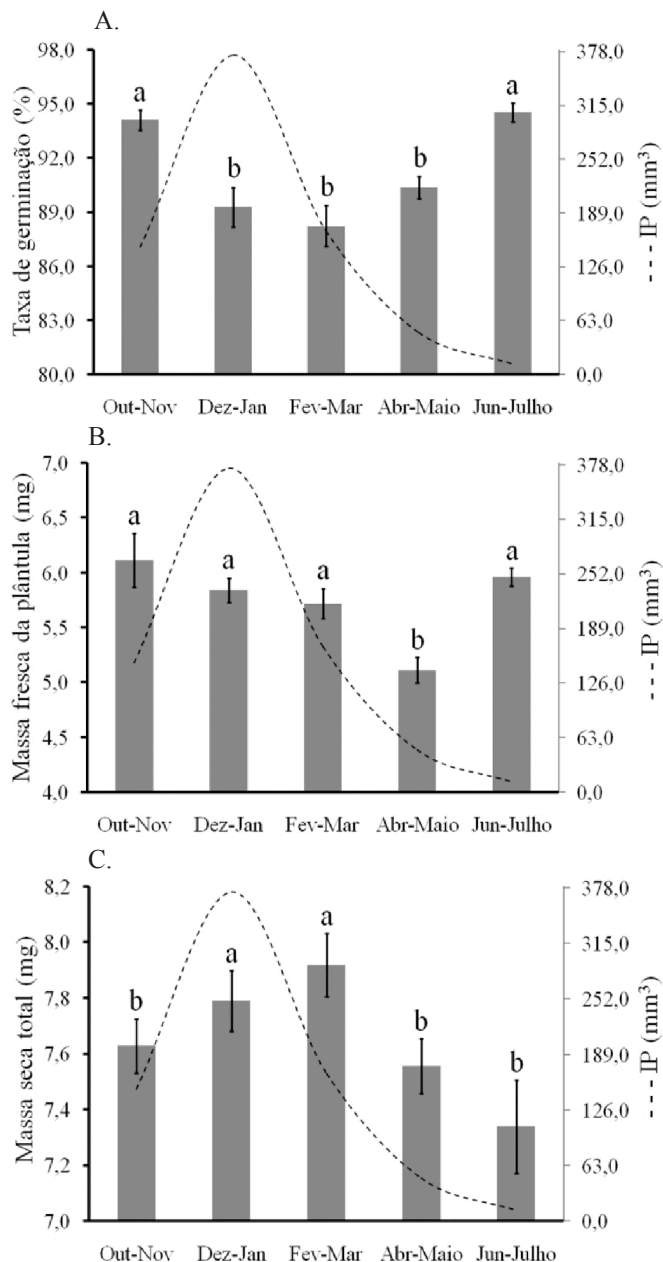 A.
98,0
95,0
92,0
89,0
86,0
83,0
80,0
Taxa de germinação (%)
a
b
b
b
a
378,0
315,0
252,0
189,0
126,0
63,0
0,0
IP (mm³)
Out-Nov Dez-Jan Fev-Mar Abr-Maio Jun-Julho
B.
7,0
6,5
6,0
5,5
5,0
4,5
4,0
Massa fresca da plântula (mg)
a
a
a
b
a
378,0
315,0
252,0
189,0
126,0
63,0
0,0
IP (mm³)
Out-Nov Dez-Jan Fev-Mar Abr-Maio Jun-Julho
C.
8,2
8,0
7,8
7,6
7,4
7,2
7,0
Massa seca total (mg)
b
a
a
b
b
378,0
315,0
252,0
189,0
126,0
63,0
0,0
IP (mm³)
Out-Nov Dez-Jan Fev-Mar Abr-Maio Jun-Julho